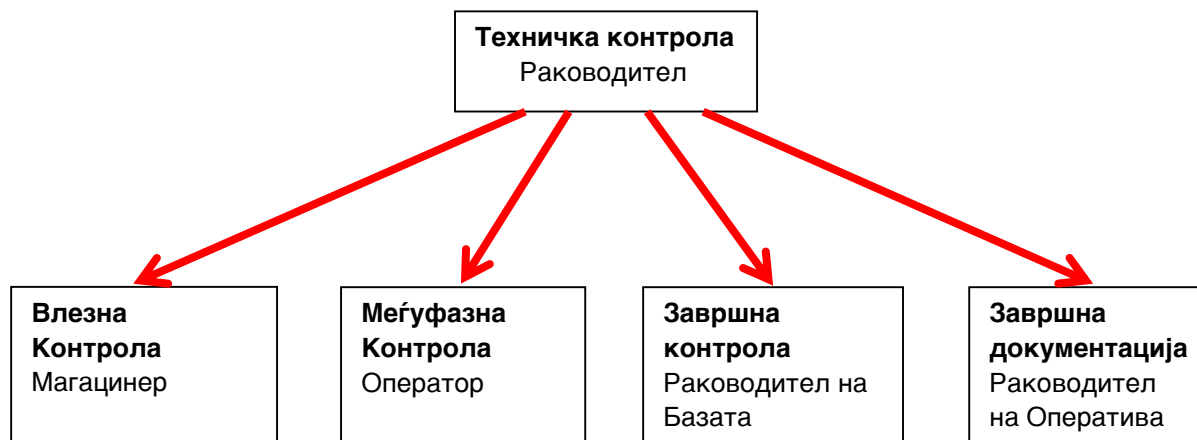 Техничка контрола
Раководител
Влезна
Контрола
Магацинер
Меѓуфазна
Контрола
Оператор
Завршна
контрола
Раководител на
Базата
Завршна
документација
Раководител
на Оператива